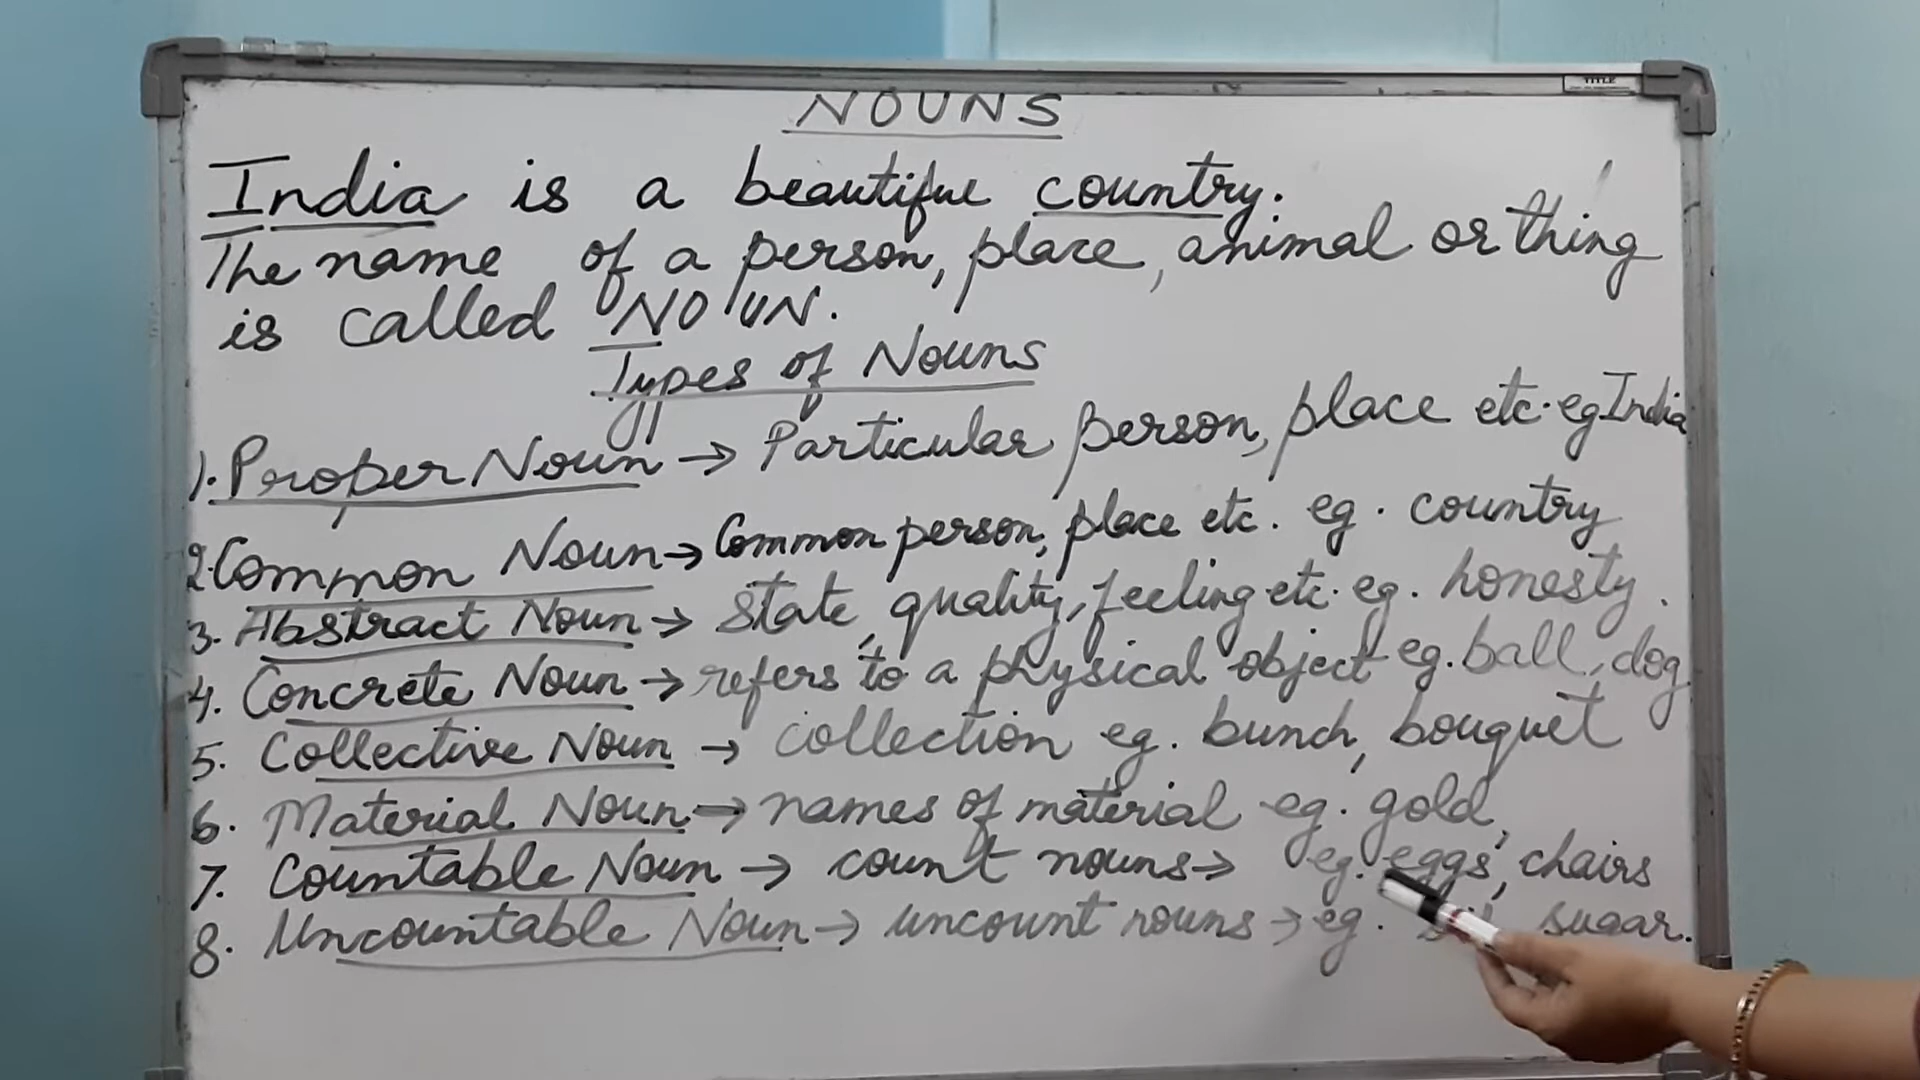 TITLE
NOUNS
India is a beautiful country.
The name of a person, place, animal or thing
is called NOUN.
Types of Nouns
1. Proper Noun → Particular person, place etc. eg India
2. Common Noun → Common person, place etc. eg. country
3. Abstract Noun → state, quality, feeling etc. eg. honesty.
4. Concrete Noun → refers to a physical object eg. ball, dog.
5. Collective Noun → collection eg. bunch, bouquet
6. Material Noun → names of material eg. gold,
7. Countable Noun → count nouns → eg. eggs, chairs
8. Uncountable Noun → uncount nouns → eg. sugar.